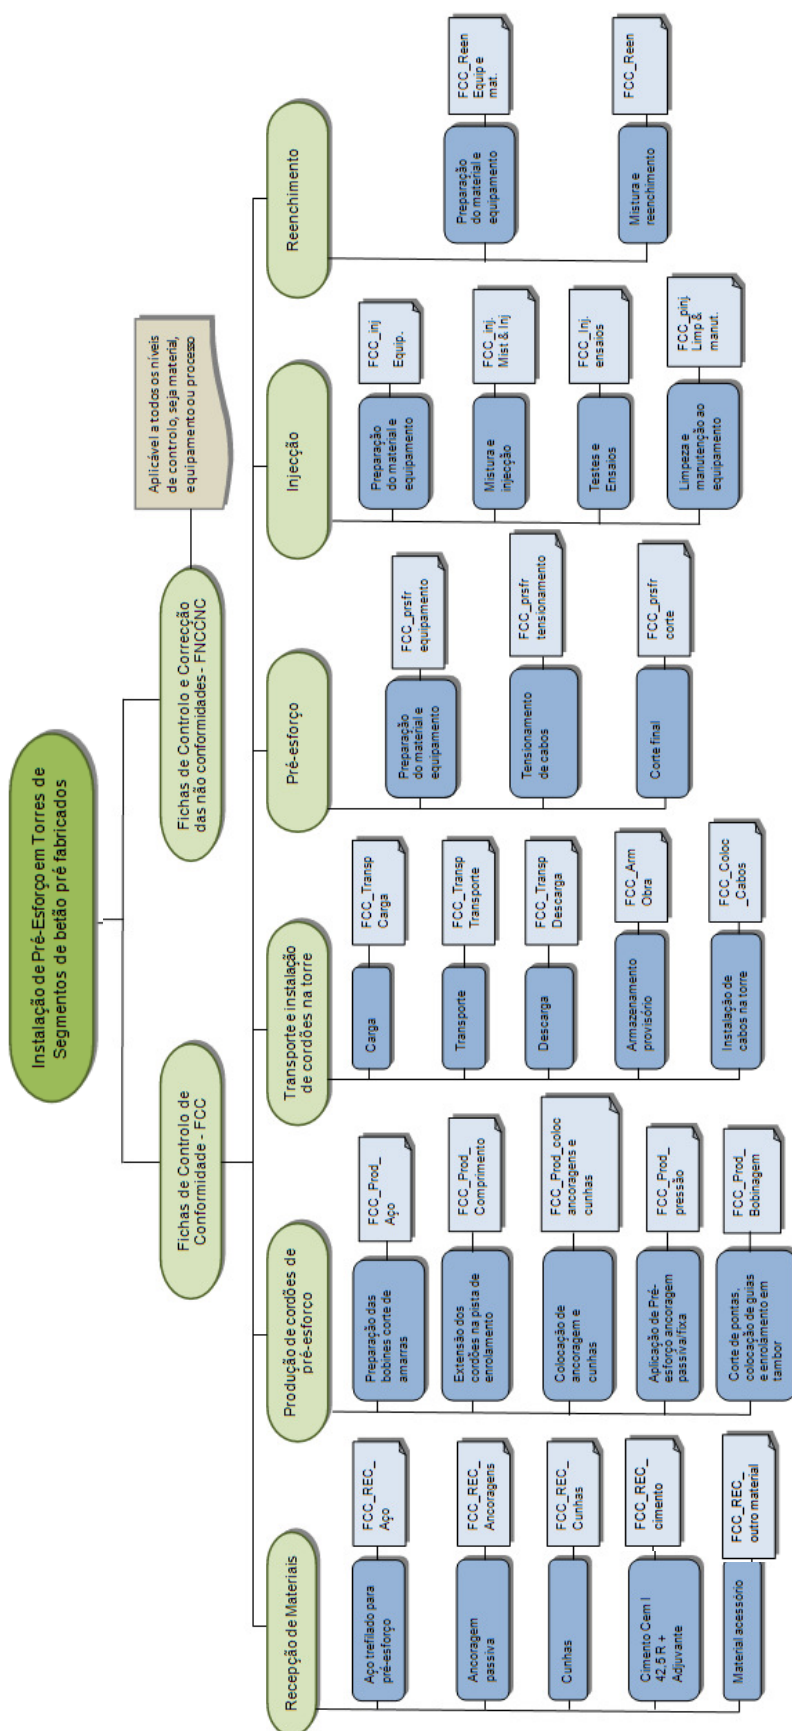 Instalação de Pré-Esforço em Torres de
Segmentos de betão pré fabricados
Fichas de Controlo de
Conformidade - FCC
Fichas de Controlo e Correcção
das não conformidades - FNCCNC
Aplicável a todos os níveis
de controlo, seja material,
equipamento ou processo
Recepção de Materiais
Aço trefilado para
pré-esforço
FCC_REC_
Aço
Ancoragem
passiva
FCC_REC_
Ancoragens
Cunhas
FCC_REC_
Cunhas
Cimento Cem I
42.5 R +
Adjuvante
FCC_REC_
cimento
Material acessório
FCC_REC_
outro material
Produção de cordões de
pré-esforço
Preparação das
bobines corte de
amarras
FCC_Prod_
Aço
Extensão dos
cordões na pista de
enrolamento
FCC_Prod_
Comprimento
Colocação de
ancoragem e
cunhas
FCC_Prod_coloc
ancoragens e
cunhas
Aplicação de Pré-
esforço ancoragem
passiva/fixa
FCC_Prod_
pressão
Corte de pontas,
colocação de guias
e enrolamento em
tambor
FCC_Prod_
Bobinagem
Transporte e instalação
de cordões na torre
Carga
FCC_Transp
Carga
Transporte
FCC_Transp
Transporte
Descarga
FCC_Transp
Descarga
Armazenamento
provisório
FCC_Arm
Obra
Instalação de
cabos na torre
FCC_Coloc
_Cabos
Pré-esforço
Preparação
do material e
equipamento
FCC_prsfr
equipamento
Tensionamento
de cabos
FCC_prsfr
tensionamento
Corte final
FCC_prsfr
corte
Injecção
Preparação
do material e
equipamento
FCC_inj
Equip.
Mistura e
injecção
FCC_inj.
Mist & Inj
Testes e
Ensaios
FCC_Inj.
ensaios
Limpeza e
manutenção ao
equipamento
FCC_pinj.
Limp &
manut.
Reenchimento
Preparação
do material e
equipamento
FCC_Reen
Equip e
mat.
Mistura e
reenchimento
FCC_Reen